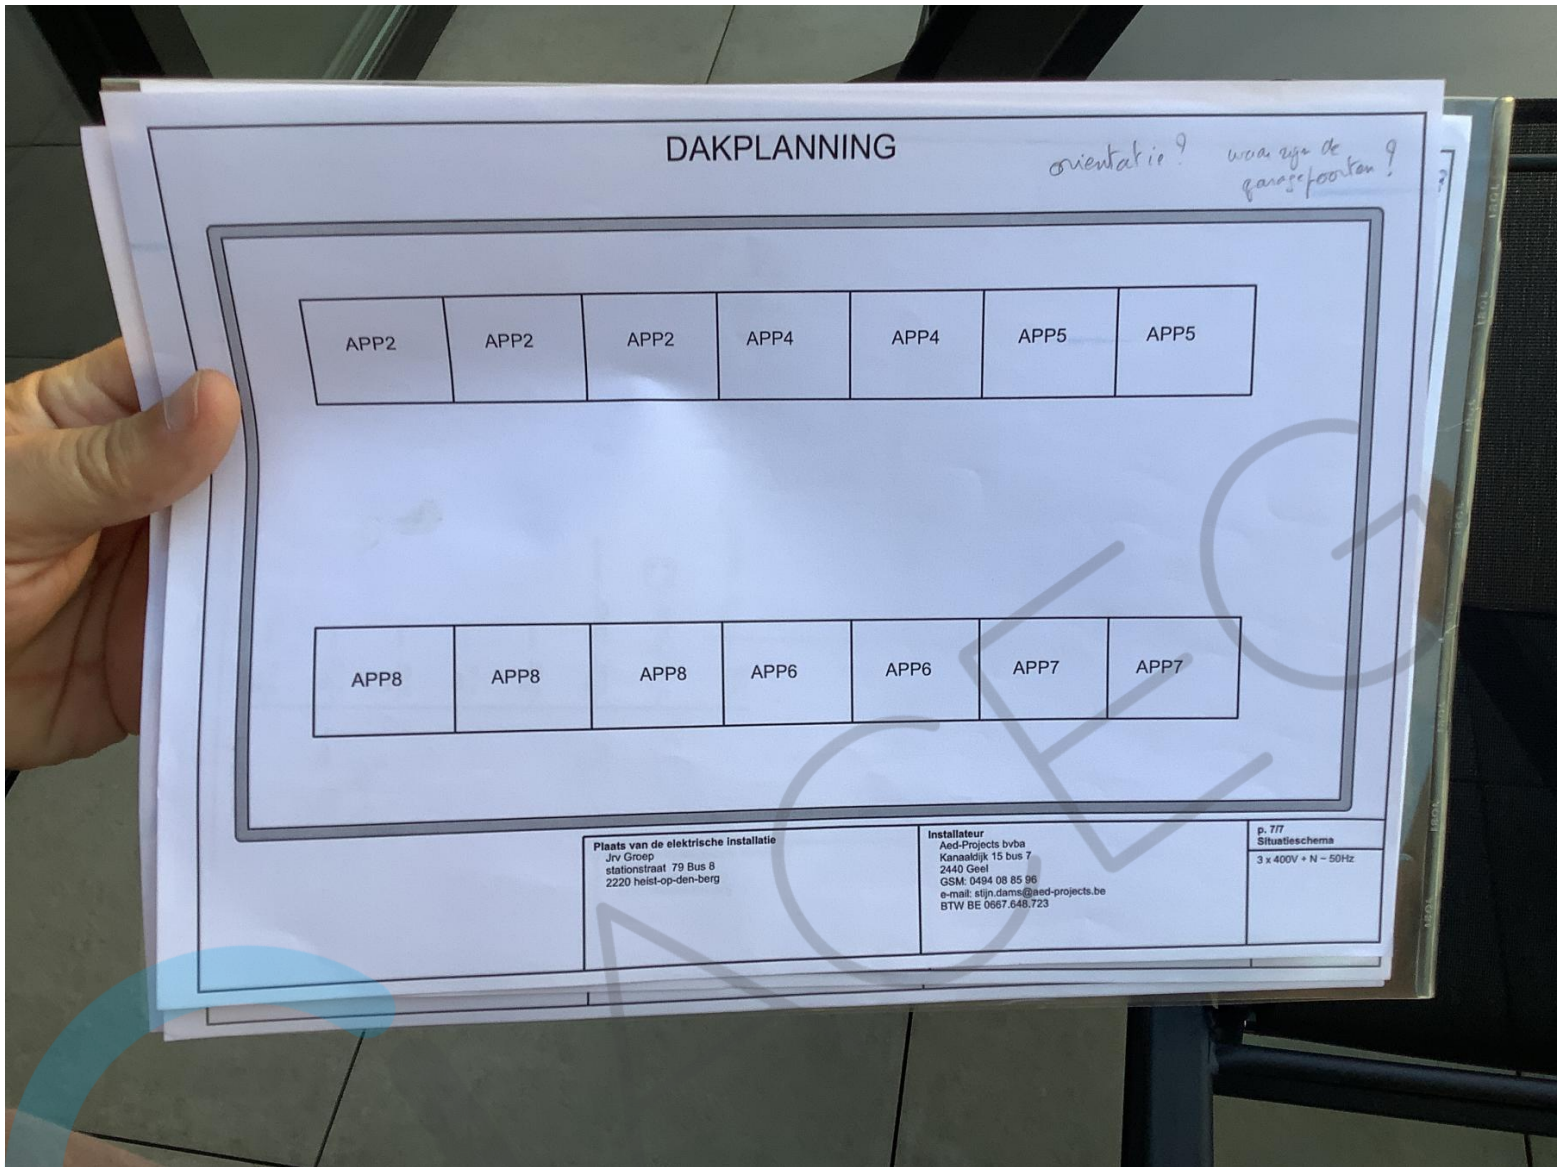 DAKPLANNING
orientatie?
waar zijn de
garagepoorten?
APP2 APP2 APP2 APP4 APP4 APP5 APP5
APP8 APP8 APP8 APP6 APP6 APP7 APP7
Plaats van de elektrische installatie
Jrv Groep
stationstraat 79 Bus 8
2220 heist-op-den-berg
Installateur
Aed-Projects bvba
Kanaaldijk 15 bus 7
2440 Geel
GSM: 0494 08 85 96
e-mail: stijn.dams@aed-projects.be
BTW BE 0667.648.723
p. 7/7
Situatieschema
3 x 400V + N ~ 50Hz
ACEG